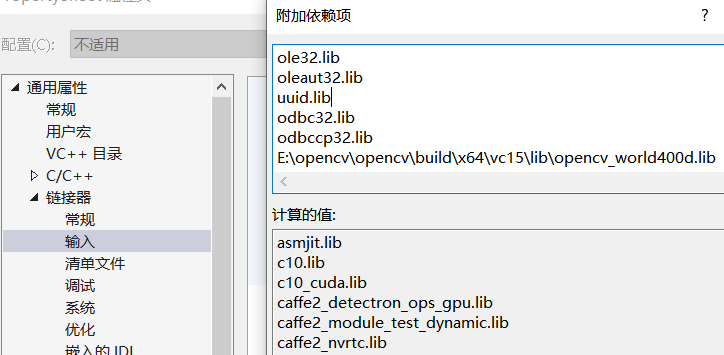 配置(C):
不适用
通用属性
常规
用户宏
VC++ 目录
C/C++
链接器
常规
输入
清单文件
调试
系统
优化
嵌入的 IDL
附加依赖项
?
ole32.lib
oleaut32.lib
uuid.lib
odbc32.lib
odbccp32.lib
E:\opencv\opencv\build\x64\vc15\lib\opencv_world400d.lib
计算的值:
asmjit.lib
c10.lib
c10_cuda.lib
caffe2_detectron_ops_gpu.lib
caffe2_module_test_dynamic.lib
caffe2_nvrtc.lib